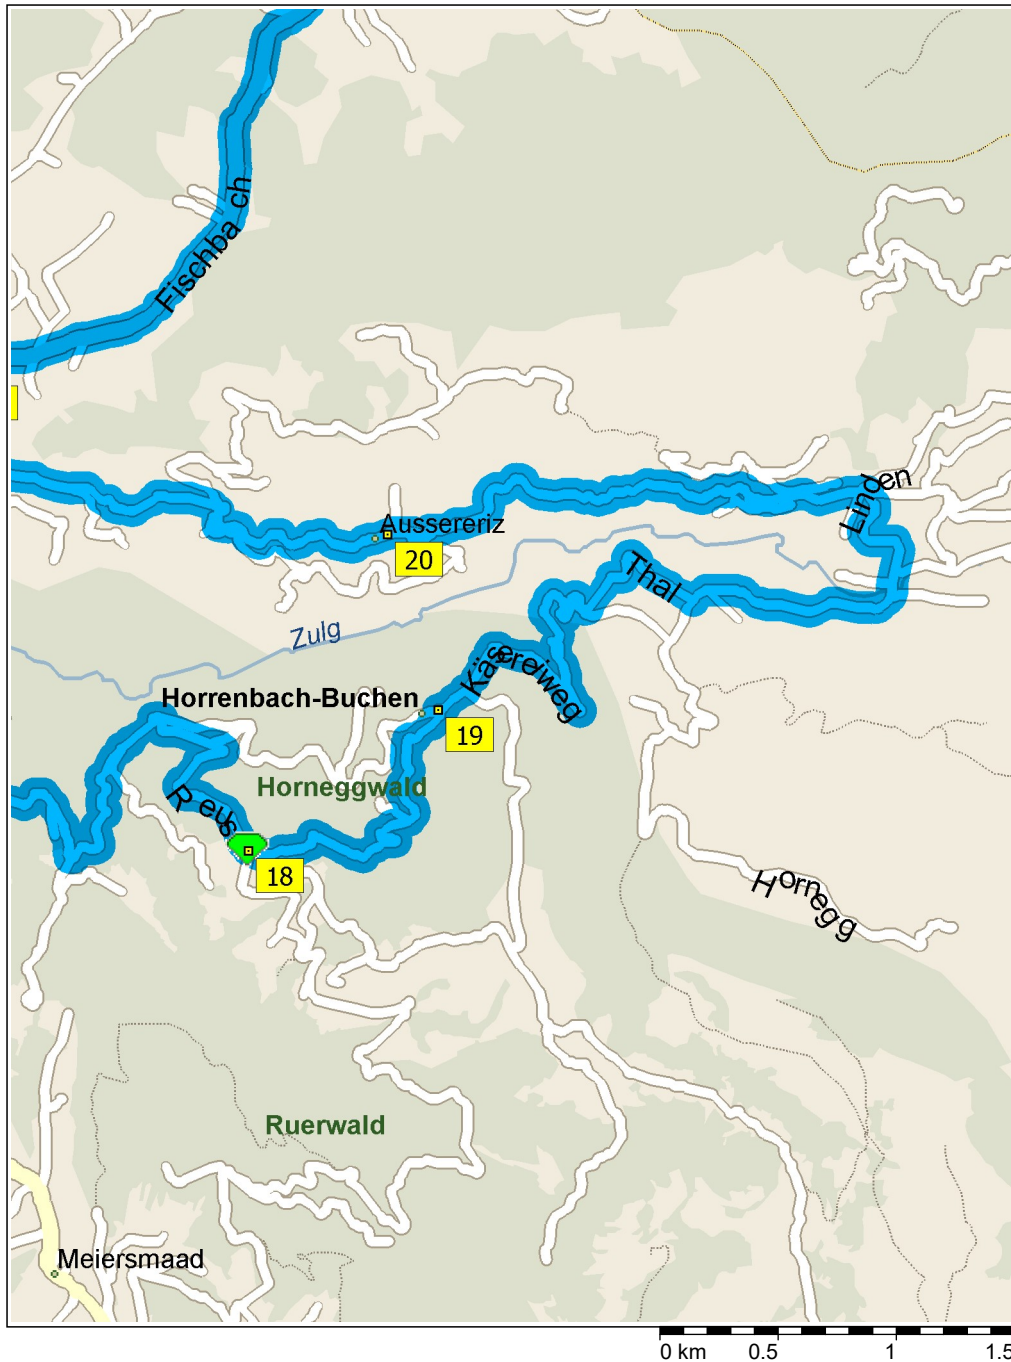 Fischbach
Linden
Aussereriz
20
Thal
Zulg
Käsereiweg
Horrenbach-Buchen
19
Horneggwald
Reus
18
Hornegg
Ruerwald
Meiersmaad
0 km 0.5 1 1.5